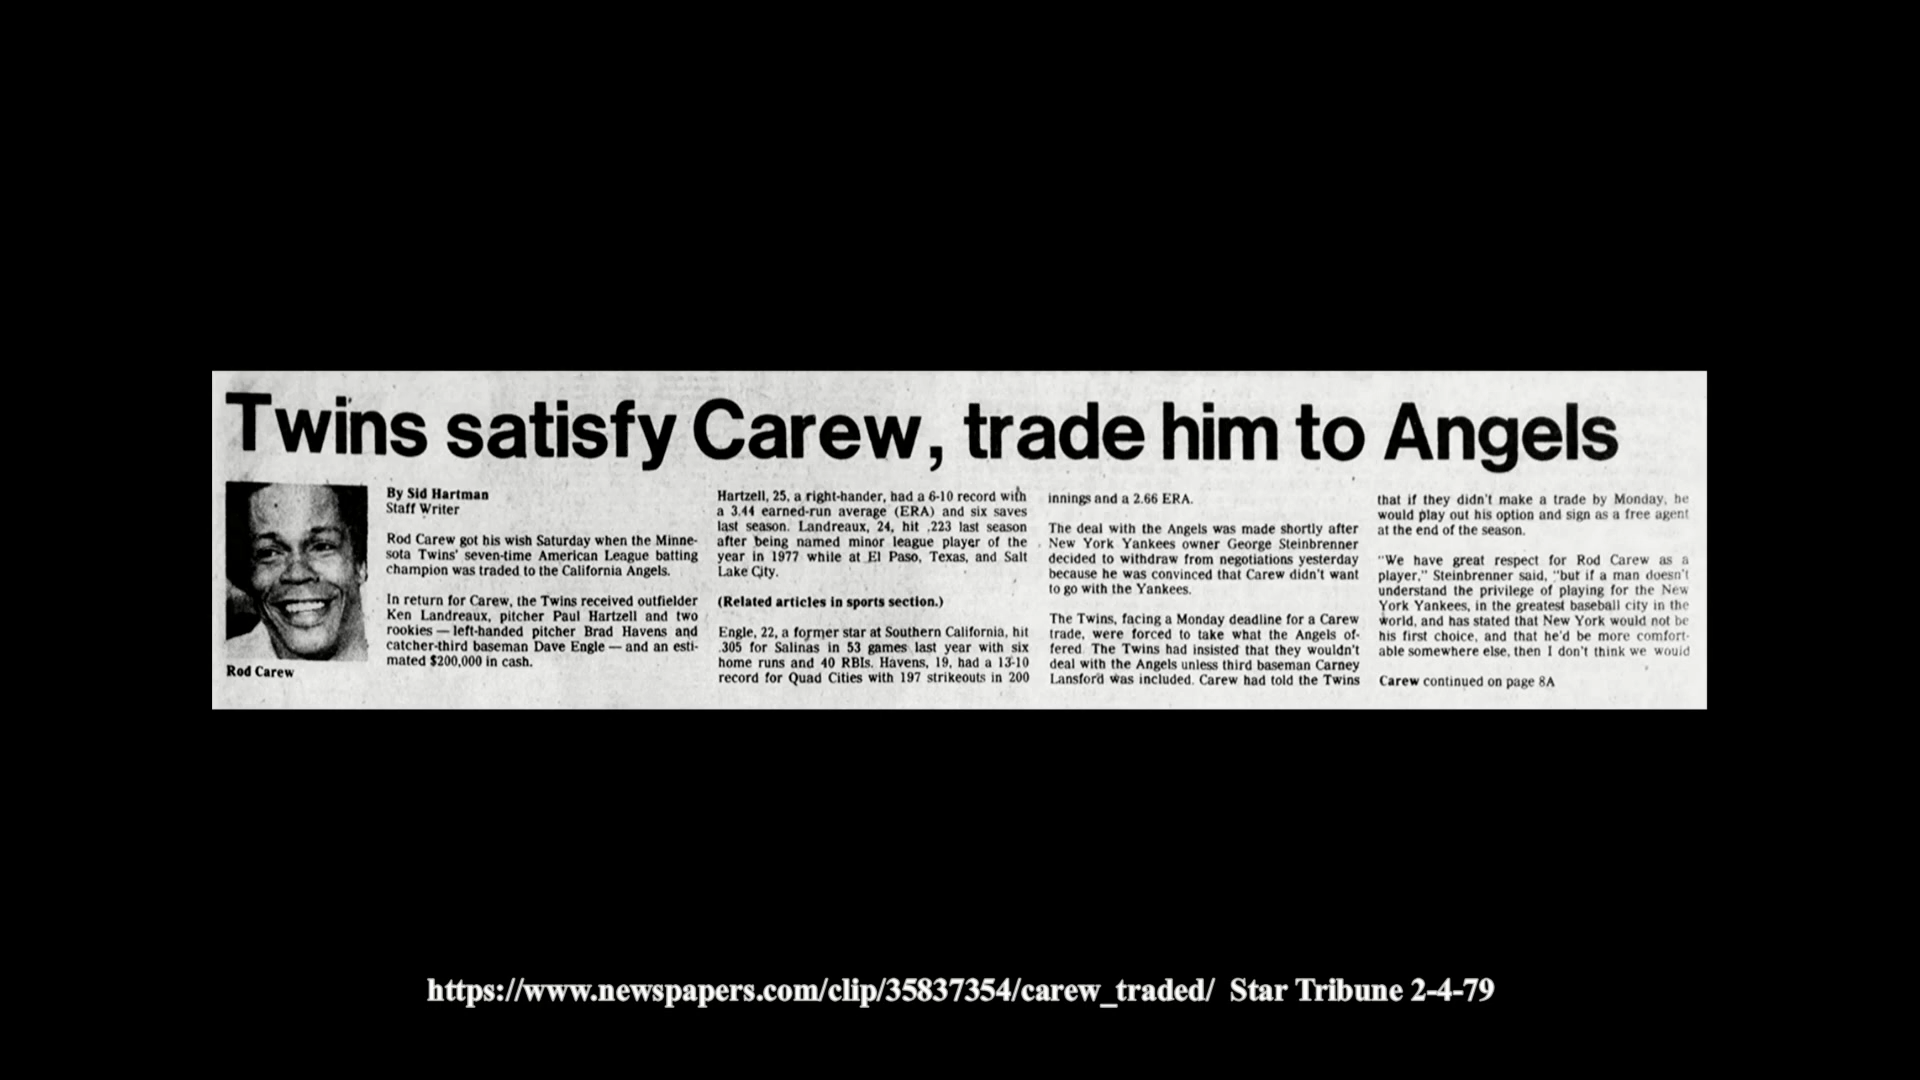 Twins satisfy Carew, trade him to Angels
Rod Carew
By Sid Hartman
Staff Writer
Rod Carew got his wish Saturday when the Minne-
sota Twins' seven-time American League batting
champion was traded to the California Angels.
In return for Carew, the Twins received outfielder
Ken Landreaux, pitcher Paul Hartzell and two
rookies — left-handed pitcher Brad Havens and
catcher-third baseman Dave Engle — and an esti-
mated $200,000 in cash.
Hartzell, 25, a right-hander, had a 6-10 record with
a 3.44 earned-run average (ERA) and six saves
last season. Landreaux, 24, hit .223 last season
after being named minor league player of the
year in 1977 while at El Paso, Texas, and Salt
Lake City.
(Related articles in sports section.)
Engle, 22, a former star at Southern California, hit
.305 for Salinas in 53 games last year with six
home runs and 40 RBIs. Havens, 19, had a 13-10
record for Quad Cities with 197 strikeouts in 200
innings and a 2.66 ERA.
The deal with the Angels was made shortly after
New York Yankees owner George Steinbrenner
decided to withdraw from negotiations yesterday
because he was convinced that Carew didn't want
to go with the Yankees.
The Twins, facing a Monday deadline for a Carew
trade, were forced to take what the Angels of-
fered. The Twins had insisted that they wouldn't
deal with the Angels unless third baseman Carney
Lansford was included. Carew had told the Twins
that if they didn't make a trade by Monday, he
would play out his option and sign as a free agent
at the end of the season.
"We have great respect for Rod Carew as a
player," Steinbrenner said, "but if a man doesn't
understand the privilege of playing for the New
York Yankees, in the greatest baseball city in the
world, and has stated that New York would not be
his first choice, and that he'd be more comfort-
able somewhere else, then I don't think we would
Carew continued on page 8A
https://www.newspapers.com/clip/35837354/carew_traded/ Star Tribune 2-4-79